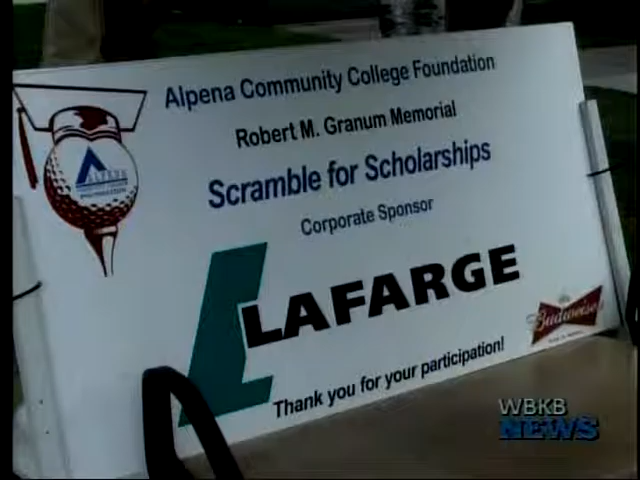 Alpena Community College Foundation
Robert M. Granum Memorial
Scramble for Scholarships
Corporate Sponsor
LAFARGE
Thank you for your participation!
ALPENA
Budweiser
WBKB
NEWS